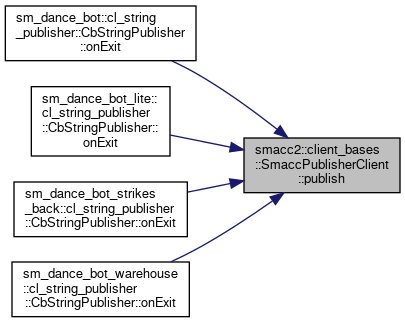 sm_dance_bot::cl_string
_publisher::CbStringPublisher
::onExit
sm_dance_bot_lite::
cl_string_publisher
::CbStringPublisher::
onExit
smacc2::client_bases
::SmaccPublisherClient
::publish
sm_dance_bot_strikes
_back::cl_string_publisher
::CbStringPublisher::onExit
sm_dance_bot_warehouse
::cl_string_publisher
::CbStringPublisher::onExit